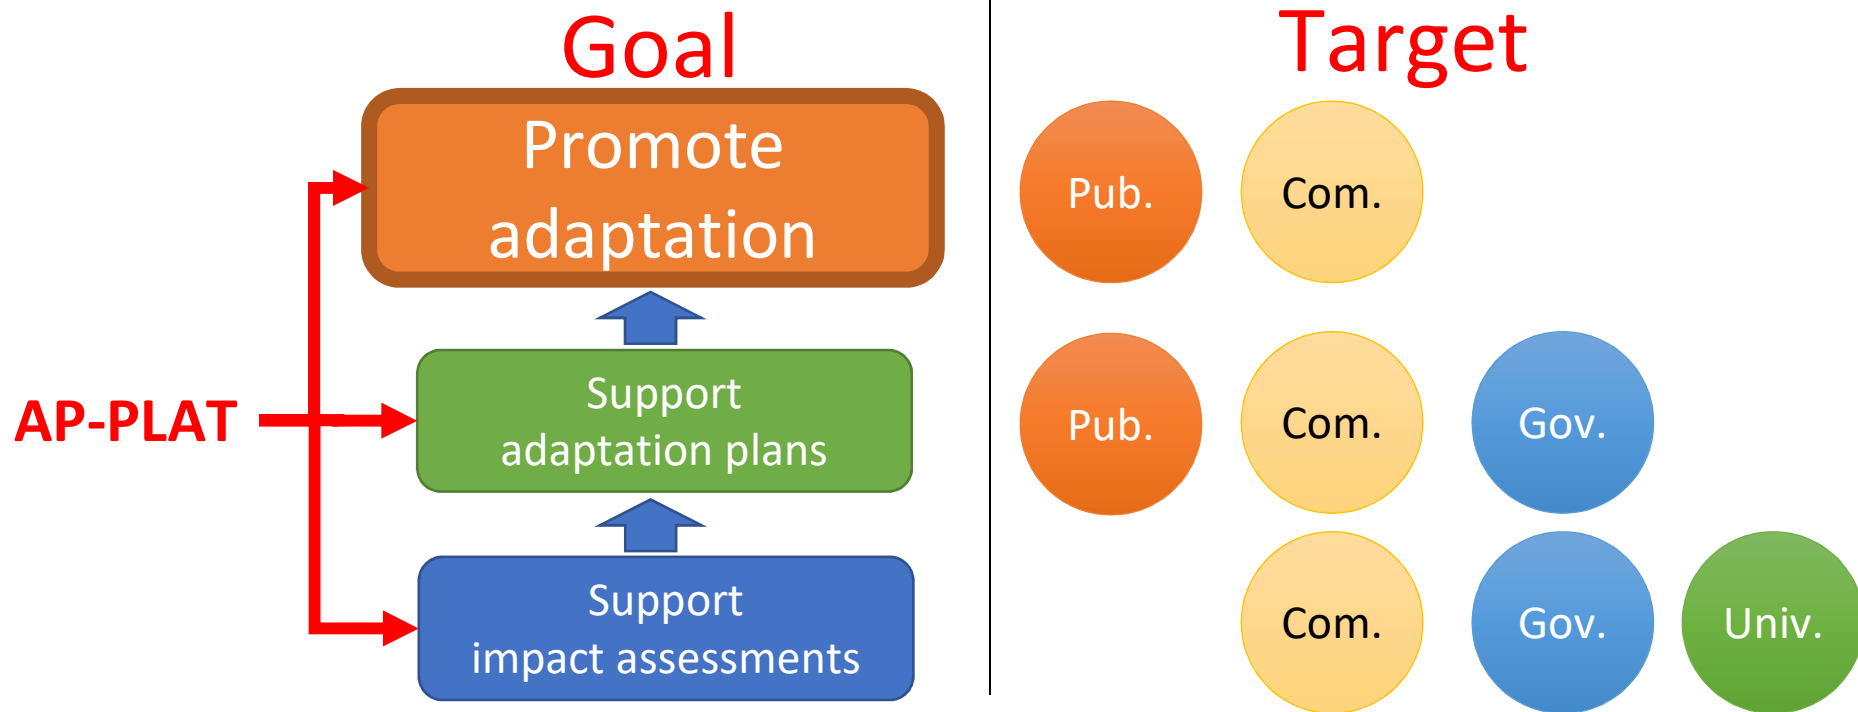 Goal
Target
Promote
adaptation
Pub.
Com.
AP-PLAT
Support
adaptation plans
Pub.
Com.
Gov.
Support
impact assessments
Com.
Gov.
Univ.